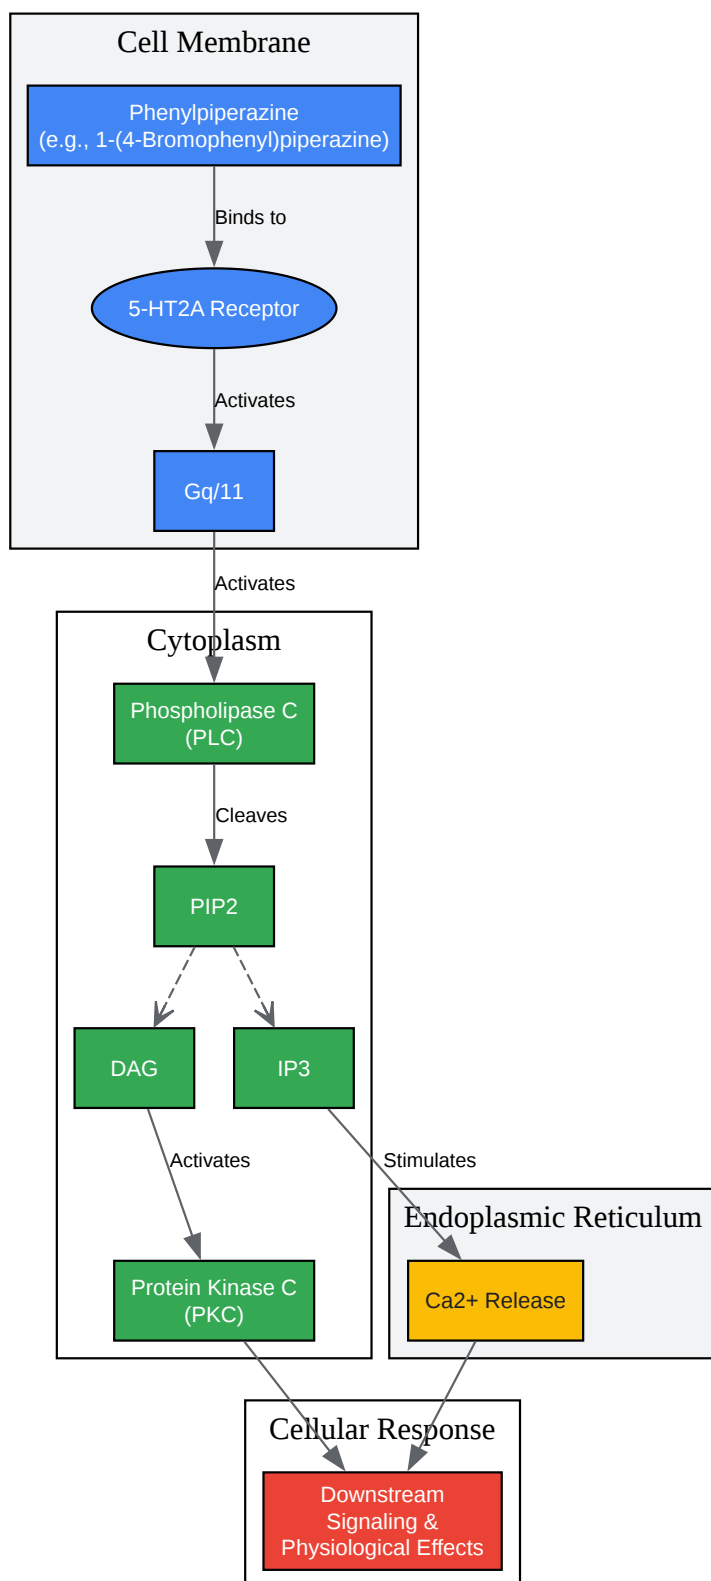 Cell Membrane
Phenylpiperazine
(e.g., 1-(4-Bromophenyl)piperazine)
Binds to
5-HT2A Receptor
Activates
Gq/11
Activates
Cytoplasm
Phospholipase C
(PLC)
Cleaves
PIP2
DAG
IP3
Activates
Stimulates
Endoplasmic Reticulum
Protein Kinase C
(PKC)
Ca2+ Release
Cellular Response
Downstream
Signaling &
Physiological Effects